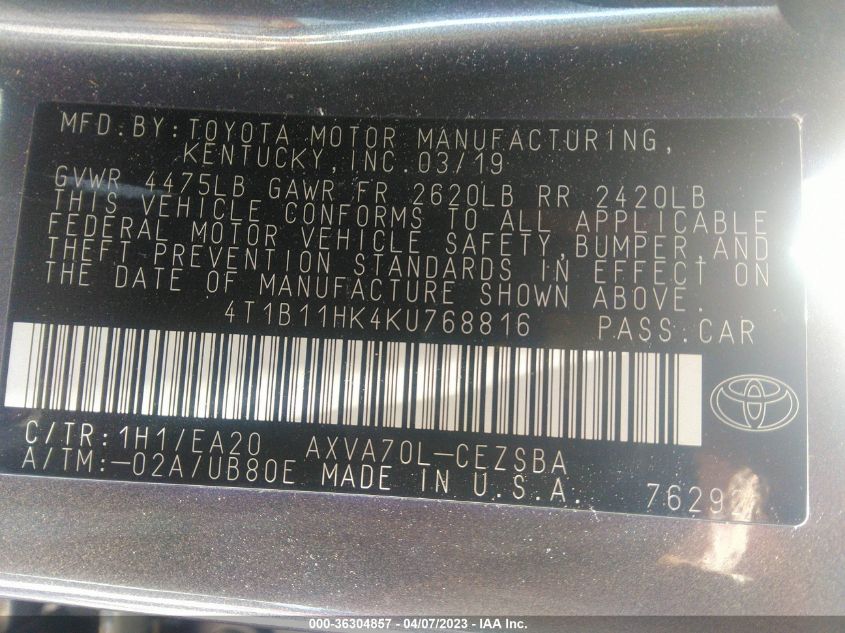 MFD.BY:TOYOTA MOTOR MANUFACTURING,
KENTUCKY,INC.03/19
GVWR 4475LB GAWR FR 2620LB RR 2420LB
THIS VEHICLE CONFORMS TO ALL APPLICABLE
FEDERAL MOTOR VEHICLE SAFETY,BUMPER,AND
THEFT PREVENTION STANDARDS IN EFFECT ON
THE DATE OF MANUFACTURE SHOWN ABOVE.
4T1B11HK4KU768816 PASS.CAR
C/TR:1H1/EA20 AXVA70L-CEZSBA
A/TM:-02A/UB80E MADE IN U.S.A.
000-36304857 / 04/07/2023 - IAA Inc.